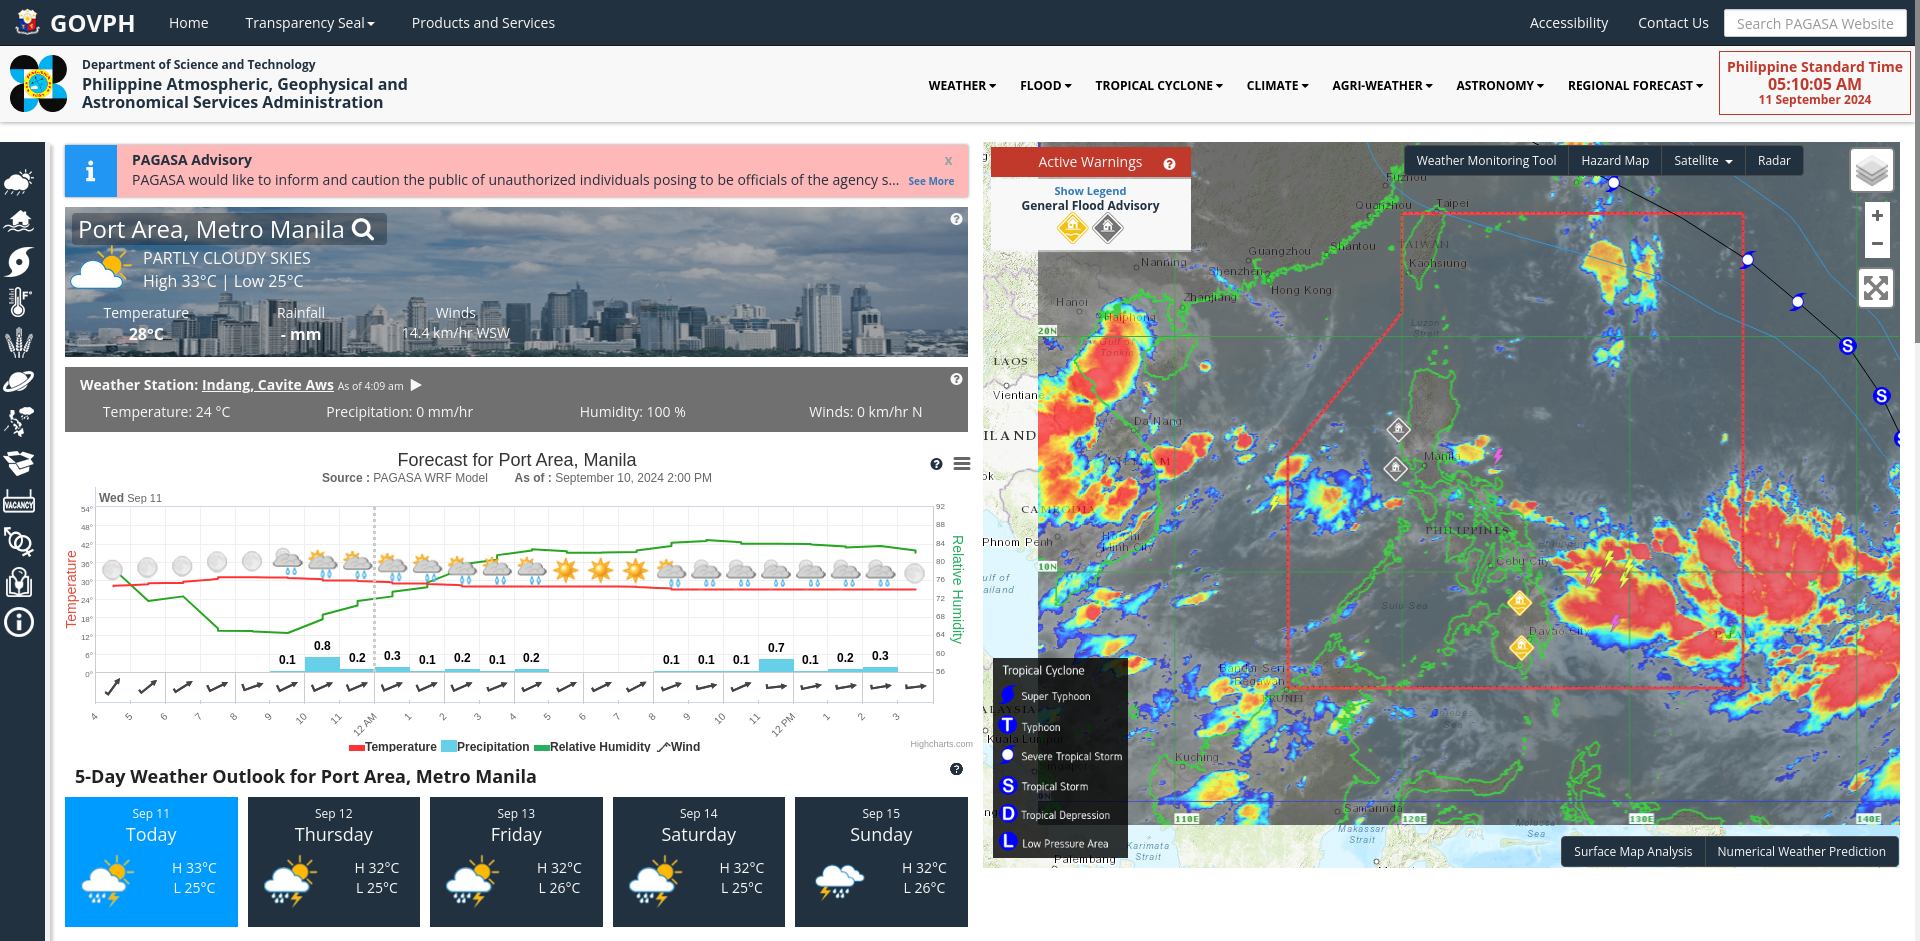 GOVPH
Home
Transparency Seal
Products and Services
Accessibility
Contact Us
Search PAGASA Website
Department of Science and Technology
Philippine Atmospheric, Geophysical and
Astronomical Services Administration
WEATHER
FLOOD
TROPICAL CYCLONE
CLIMATE
AGRI-WEATHER
ASTRONOMY
REGIONAL FORECAST
Philippine Standard Time
05:10:05 AM
11 September 2024
PAGASA Advisory
x
PAGASA would like to inform and caution the public of unauthorized individuals posing to be officials of the agency s...
See More
Port Area, Metro Manila
PARTLY CLOUDY SKIES
High 33°C | Low 25°C
Temperature
Rainfall
Winds
28°C
- mm
14.4 km/hr WSW
Weather Station: Indang, Cavite Aws As of 4:09 am
Temperature: 24 °C
Precipitation: 0 mm/hr
Humidity: 100 %
Winds: 0 km/hr N
Forecast for Port Area, Manila
Source : PAGASA WRF Model
As of : September 10, 2024 2:00 PM
Wed Sep 11
54°
48°
42°
36°
30°
24°
18°
12°
6°
0°
Temperature
92
88
84
80
76
72
68
64
60
56
Relative Humidity
0.1
0.8
0.2
0.3
0.1
0.2
0.1
0.2
0.1
0.1
0.1
0.7
0.1
0.2
0.3
4
5
6
7
8
9
10
11
12 AM
1
2
3
4
5
6
7
8
9
10
11
12 PM
1
2
3
Temperature
Precipitation
Relative Humidity
Wind
Highcharts.com
5-Day Weather Outlook for Port Area, Metro Manila
Sep 11
Today
H 33°C
L 25°C
Sep 12
Thursday
H 32°C
L 25°C
Sep 13
Friday
H 32°C
L 26°C
Sep 14
Saturday
H 32°C
L 25°C
Sep 15
Sunday
H 32°C
L 26°C
VACANCY
Active Warnings
Show Legend
General Flood Advisory
Weather Monitoring Tool
Hazard Map
Satellite
Radar
+
−
Fuzhou
Quanzhou
Taipei
Guangzhou
Shantou
TAIWAN
Nanning
Shenzhen
Kaohsiung
Hanoi
Zhanjiang
Hong Kong
Haiphong
20N
Luzon
Strait
Gulf of
Tonkin
LAOS
Vientian
Da Nang
ILAND
Manila
CAMBODIA
PHILIPPINES
Phnom Penh
Cebu City
10N
ulf of
ailand
Sulu Sea
Davao City
Bandar Seri
Begawan
BRUNEI
Kuching
Samarinda
110E
120E
130E
140E
Makassar
Strait
Karimata
Strait
Palembang
S
S
Tropical Cyclone
Super Typhoon
T Typhoon
Severe Tropical Storm
S Tropical Storm
D Tropical Depression
L Low Pressure Area
Surface Map Analysis
Numerical Weather Prediction